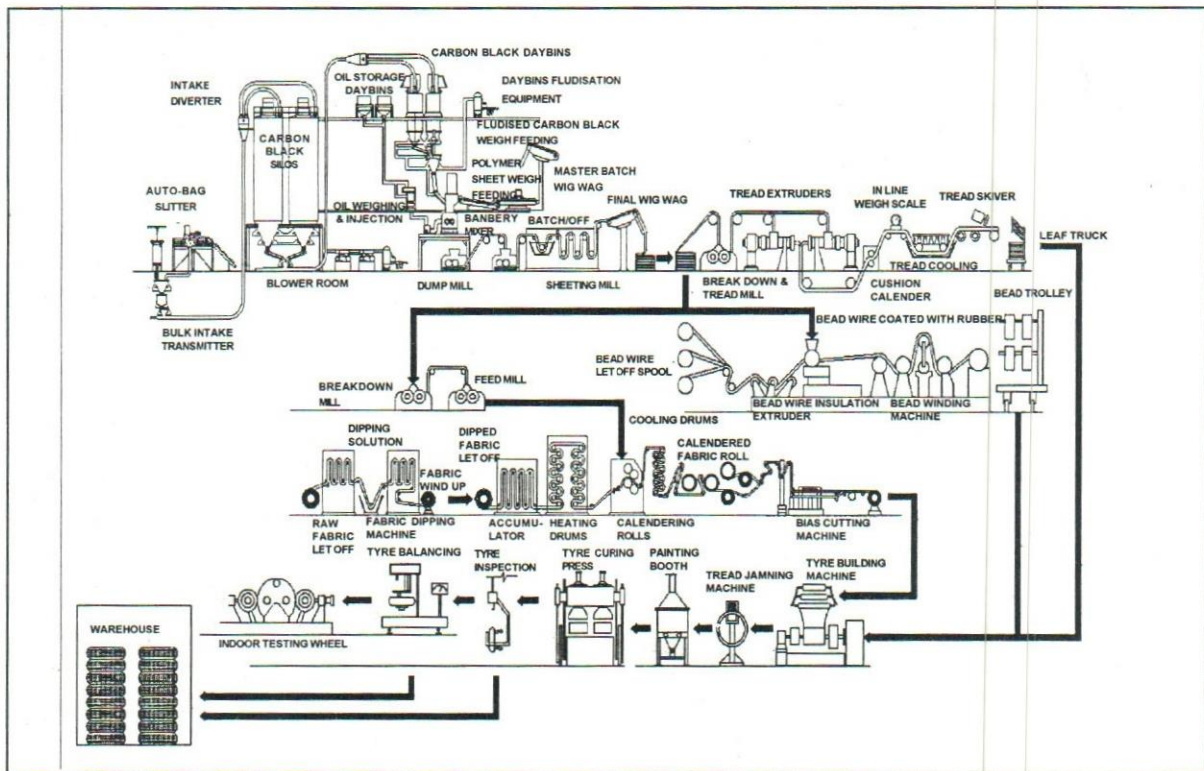 CARBON BLACK DAYBINS
INTAKE
DIVERTER
OIL STORAGE
DAYBINS
DAYBINS FLUDISATION
EQUIPMENT
CARBON
BLACK
SILOS
FLUDISED CARBON BLACK
WEIGH FEEDING
POLYMER
SHEET WEIGH
FEEDING
MASTER BATCH
WIG WAG
AUTO-BAG
SLITTER
OIL WEIGHING
& INJECTION
BANBERY
MIXER
BATCH/OFF
FINAL WIG WAG
TREAD EXTRUDERS
IN LINE
WEIGH SCALE
TREAD SKIVER
LEAF TRUCK
BLOWER ROOM
DUMP MILL
SHEETING MILL
BREAK DOWN &
TREAD MILL
TREAD COOLING
CUSHION
CALENDER
BULK INTAKE
TRANSMITTER
BEAD TROLLEY
BEAD WIRE COATED WITH RUBBER
BEAD WIRE
LET OFF SPOOL
BREAKDOWN
MILL
FEED MILL
BEAD WIRE INSULATION
EXTRUDER
BEAD WINDING
MACHINE
COOLING DRUMS
DIPPING
SOLUTION
DIPPED
FABRIC
LET OFF
CALENDERED
FABRIC ROLL
FABRIC
WIND UP
RAW
FABRIC
LET OFF
FABRIC DIPPING
MACHINE
ACCUMU-
LATOR
HEATING
DRUMS
CALENDERING
ROLLS
BIAS CUTTING
MACHINE
TYRE BALANCING
TYRE
INSPECTION
TYRE CURING
PRESS
PAINTING
BOOTH
TREAD JAMNING
MACHINE
TYRE BUILDING
MACHINE
INDOOR TESTING WHEEL
WAREHOUSE